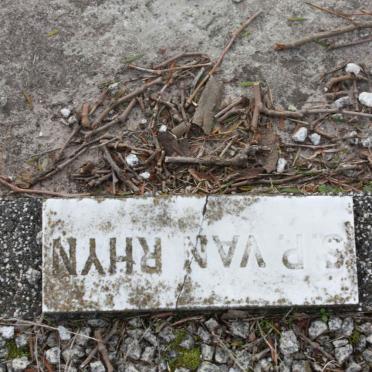 S.P. VAN RHYN